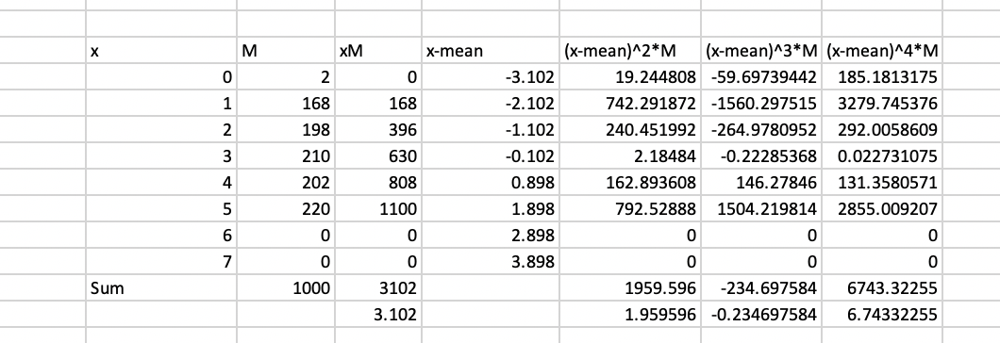 x M xM x-mean (x-mean)^2*M (x-mean)^3*M (x-mean)^4*M
0 2 0 -3.102 19.244808 -59.69739442 185.1813175
1 168 168 -2.102 742.291872 -1560.297515 3279.745376
2 198 396 -1.102 240.451992 -264.9780952 292.0058609
3 210 630 -0.102 2.18484 -0.22285368 0.022731075
4 202 808 0.898 162.893608 146.27846 131.3580571
5 220 1100 1.898 792.52888 1504.219814 2855.009207
6 0 0 2.898 0 0 0
7 0 0 3.898 0 0 0
Sum 1000 3102 1959.596 -234.697584 6743.32255
3.102 1.959596 -0.234697584 6.74332255